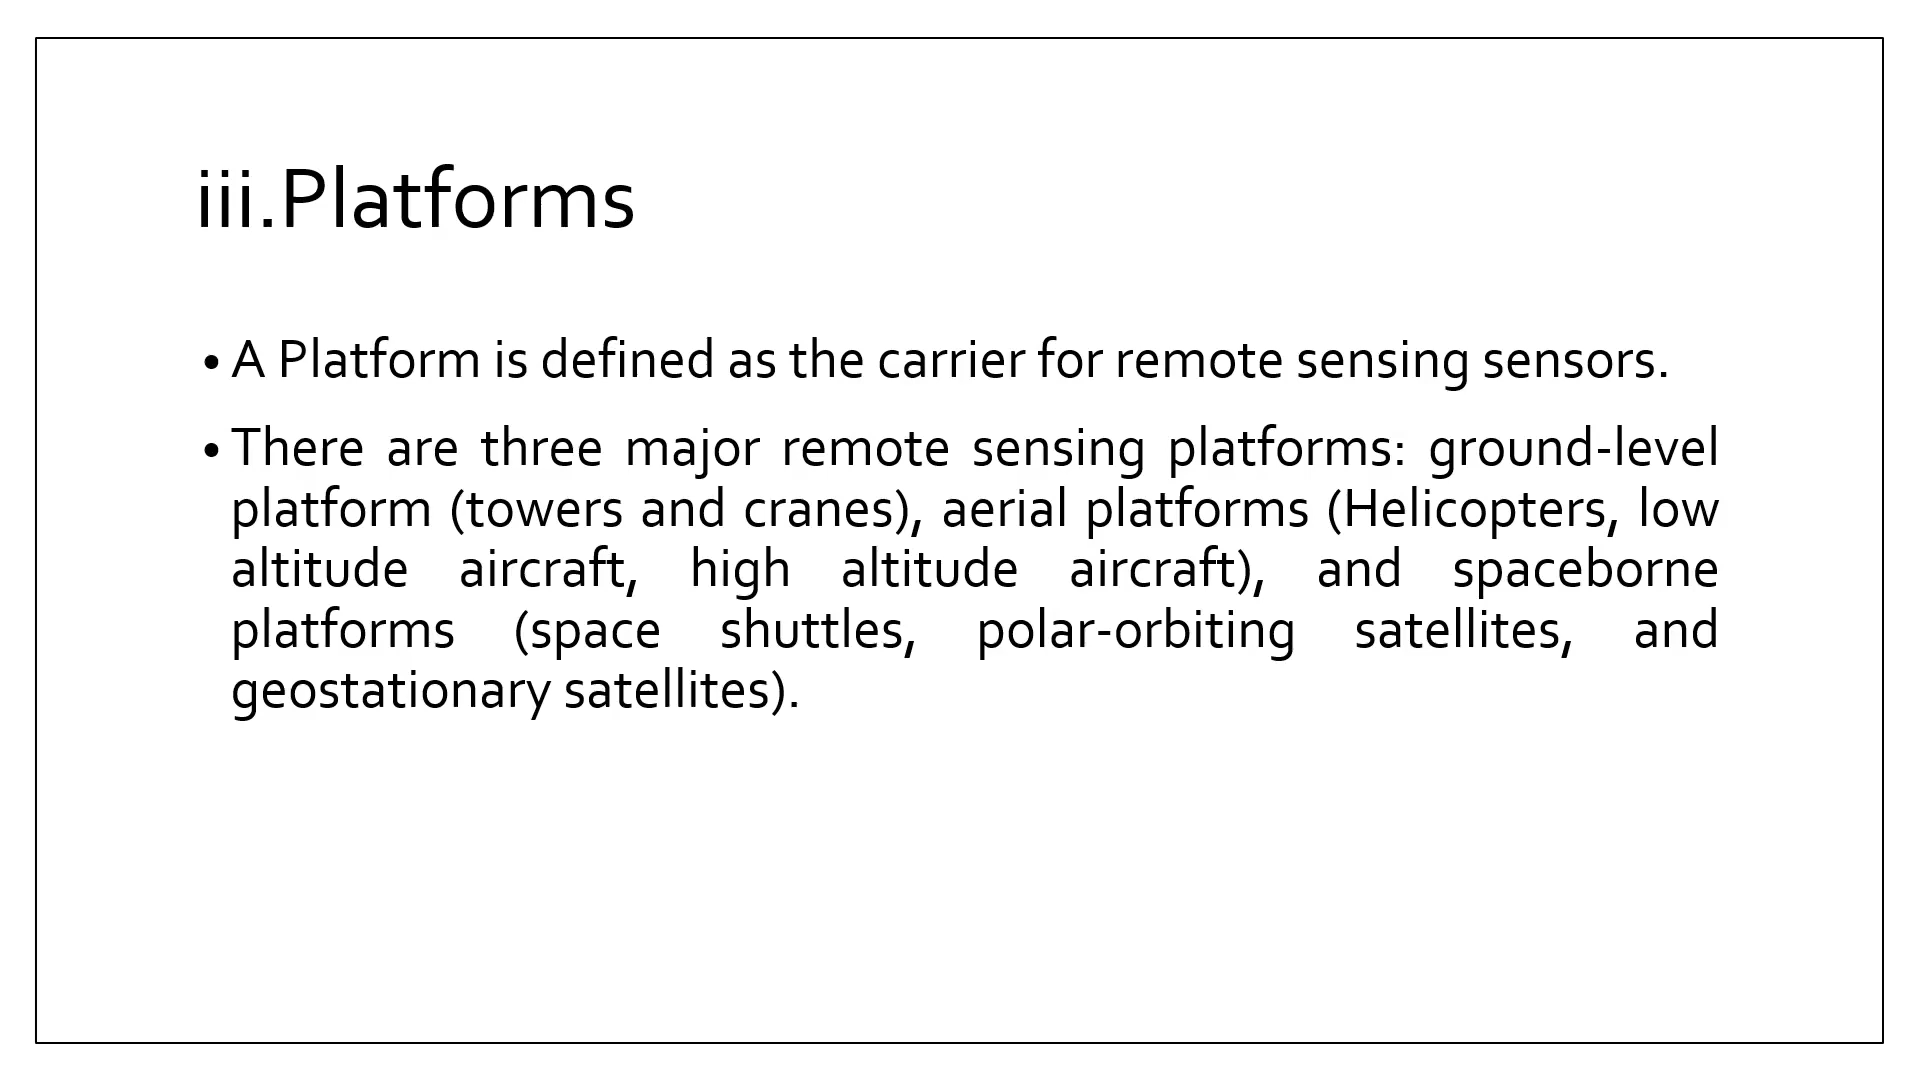 iii.Platforms
• A Platform is defined as the carrier for remote sensing sensors.
• There are three major remote sensing platforms: ground-level
platform (towers and cranes), aerial platforms (Helicopters, low
altitude aircraft, high altitude aircraft), and spaceborne
platforms (space shuttles, polar-orbiting satellites, and
geostationary satellites).